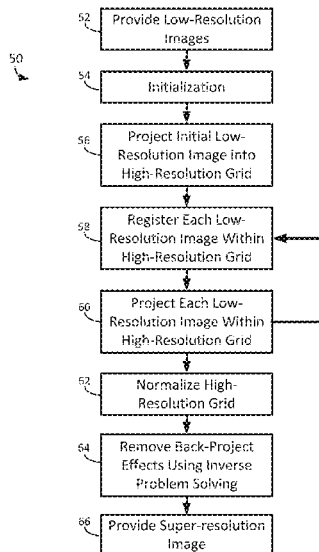 52
Provide Low-Resolution
Images
50
54
Initialization
56
Project Initial Low-
Resolution Image into
High-Resolution Grid
58
Register Each Low-
Resolution Image Within
High-Resolution Grid
66
Project Each Low-
Resolution Image Within
High-Resolution Grid
62
Normalize High-
Resolution Grid
64
Remove Back-Project
Effects Using Inverse
Problem Solving
66
Provide Super-resolution
Image